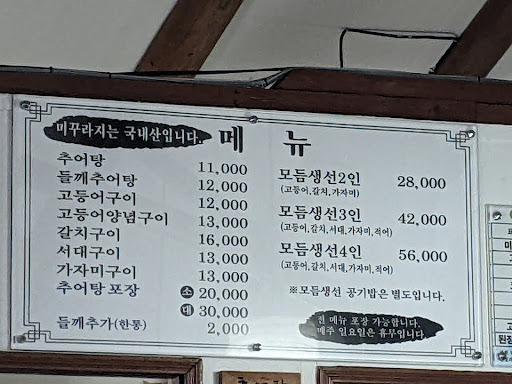 미꾸라지는 국내산입니다.
메 뉴
추어탕 11,000
들깨추어탕 12,000
고등어구이 12,000
고등어양념구이 13,000
갈치구이 16,000
서대구이 13,000
가자미구이 13,000
추어탕포장 소 20,000
대 30,000
들깨추가(한통) 2,000
모듬생선2인 28,000
(고등어,갈치,가자미)
모듬생선3인 42,000
(고등어,갈치,서대,가자미,적어)
모듬생선4인 56,000
(고등어,갈치,서대,가자미,적어)
※모듬생선 공기밥은 별도입니다.
전 메뉴 포장 가능합니다.
매주 일요일은 휴무입니다